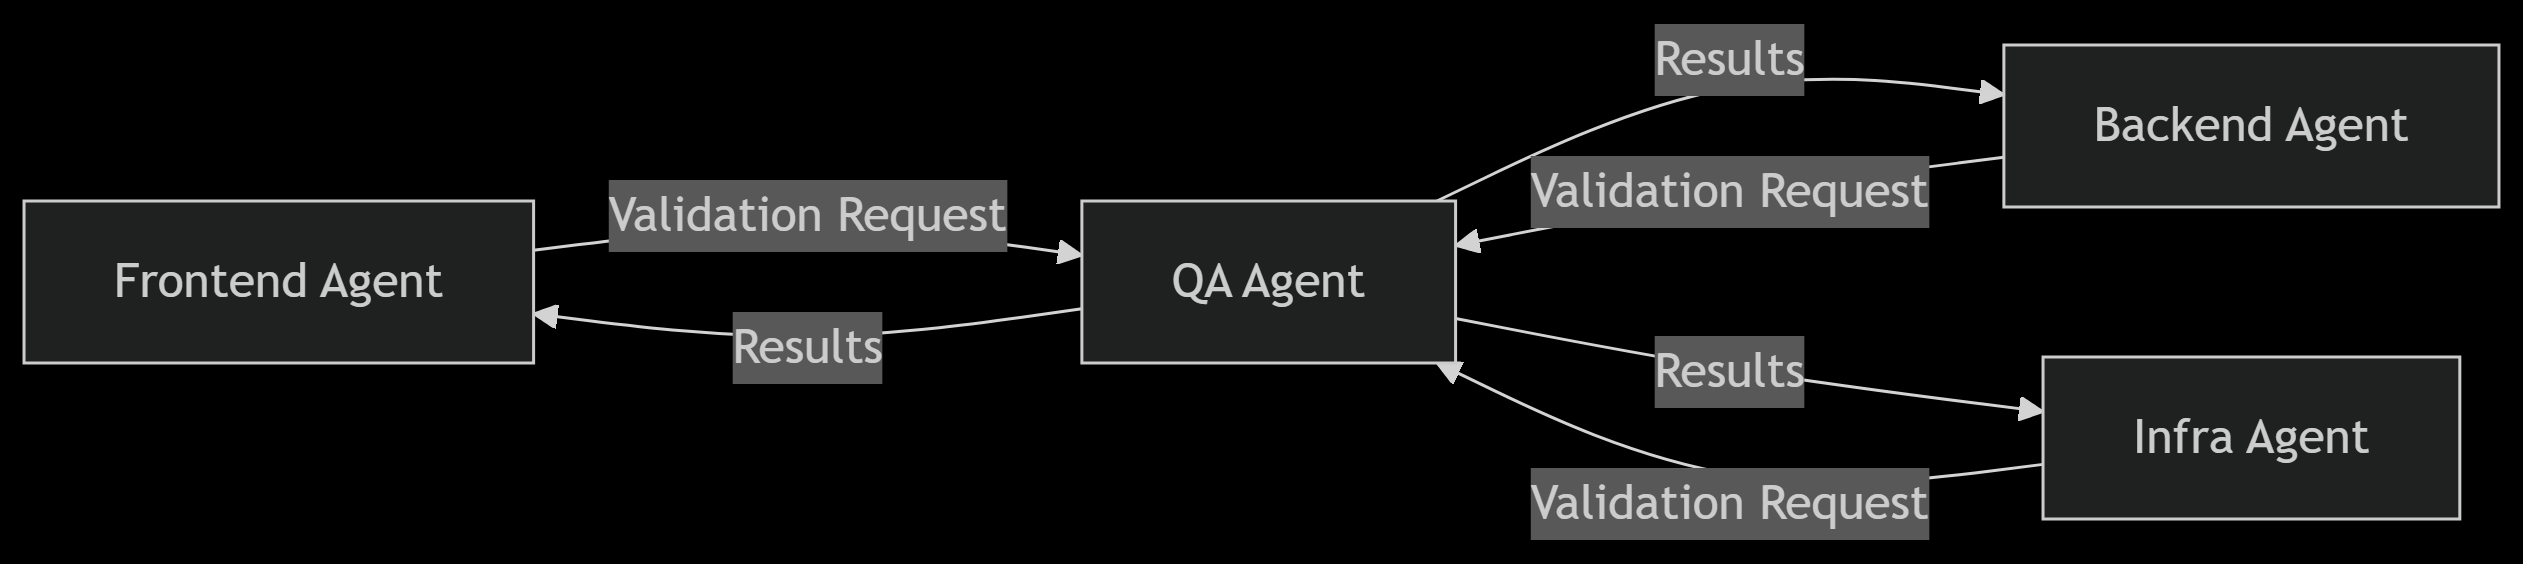 Results
Backend Agent
Validation Request
Validation Request
Frontend Agent
QA Agent
Results
Results
Infra Agent
Validation Request